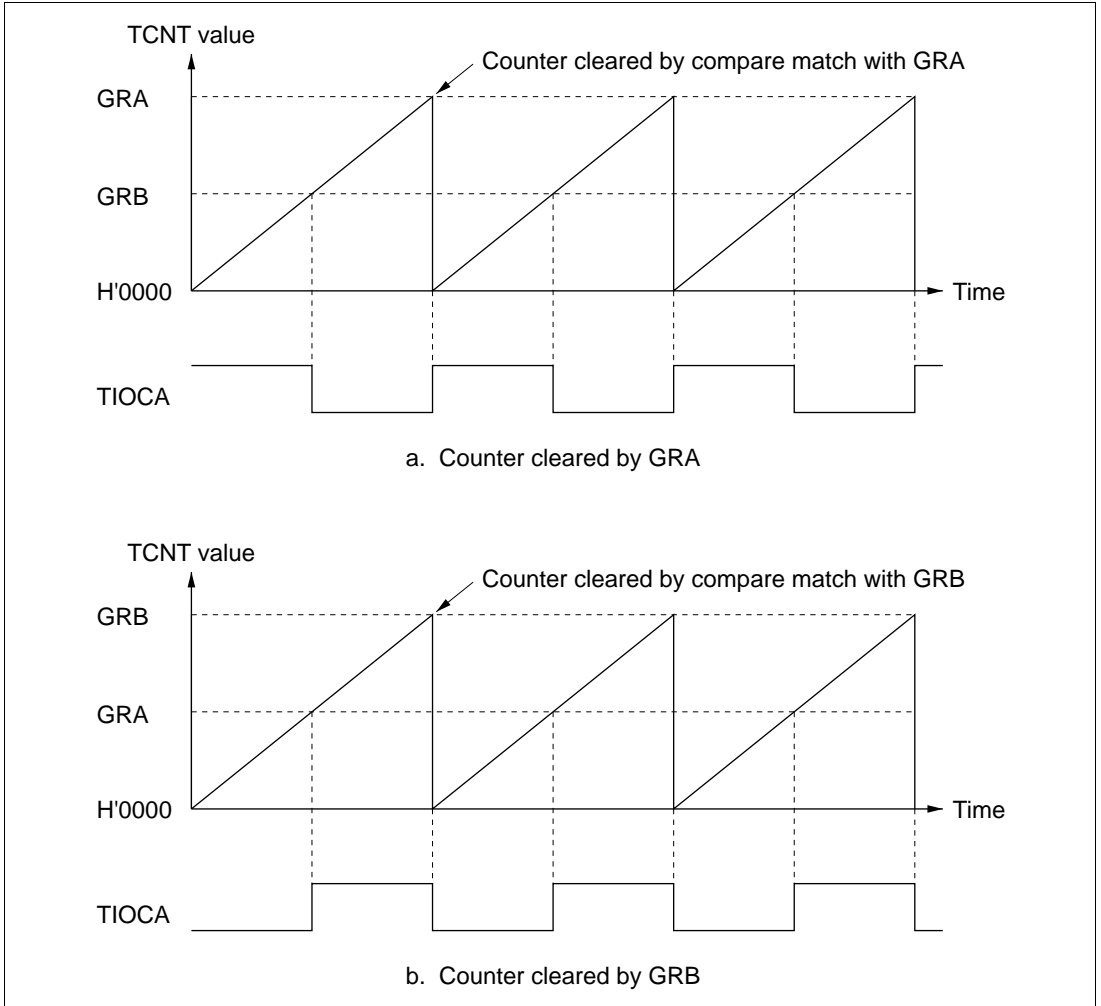 TCNT value
Counter cleared by compare match with GRA
GRA
GRB
H'0000
Time
TIOCA
a. Counter cleared by GRA
TCNT value
Counter cleared by compare match with GRB
GRB
GRA
H'0000
Time
TIOCA
b. Counter cleared by GRB